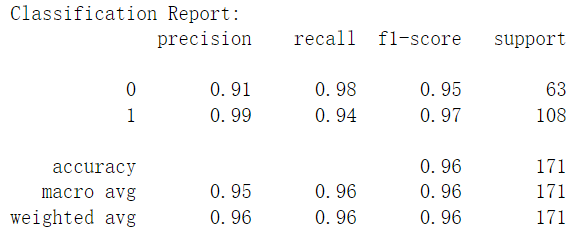 Classification Report:
precision recall f1-score support
0 0.91 0.98 0.95 63
1 0.99 0.94 0.97 108
accuracy 0.96 171
macro avg 0.95 0.96 0.96 171
weighted avg 0.96 0.96 0.96 171